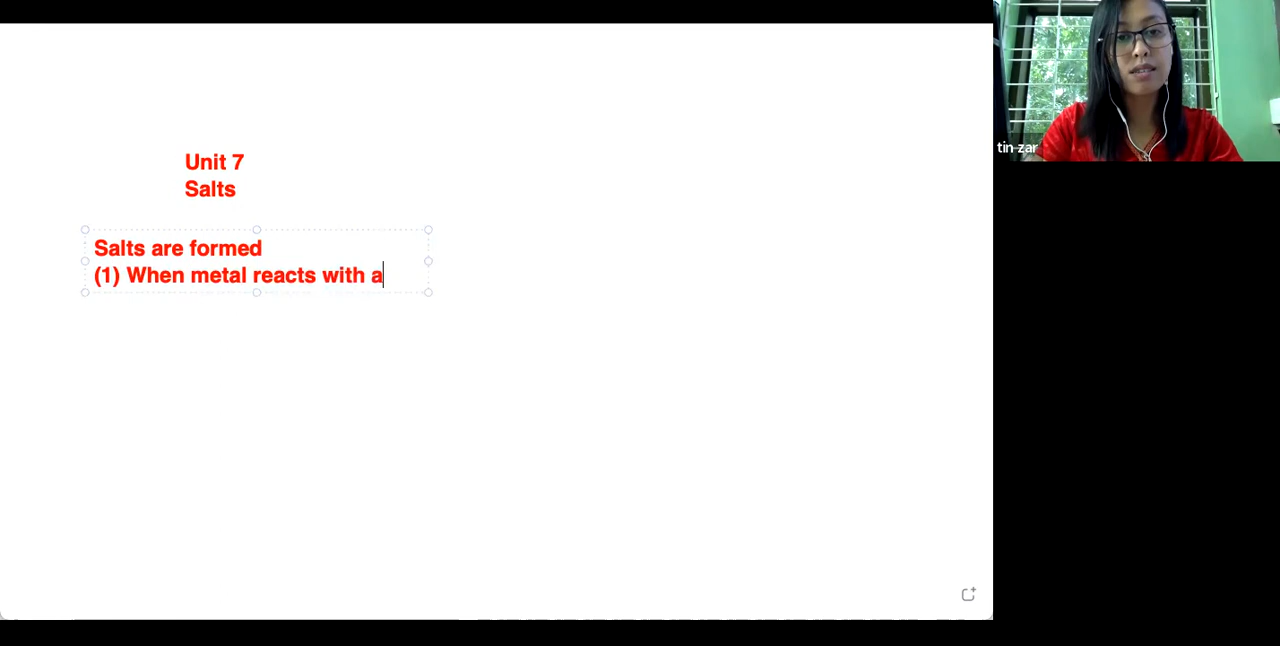 Unit 7
Salts
Salts are formed
(1) When metal reacts with a
tin zar